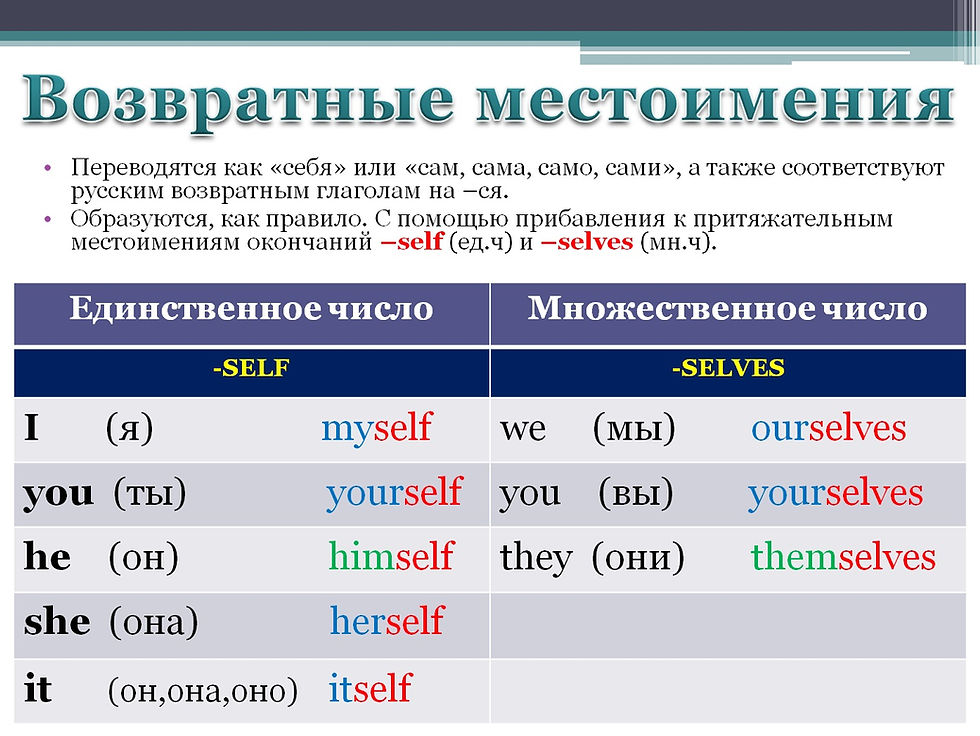 Возвратные местоимения
• Переводятся как «себя» или «сам, сама, само, сами», а также соответствуют
русским возвратным глаголам на –ся.
• Образуются, как правило. С помощью прибавления к притяжательным
местоимениям окончаний –self (ед.ч) и –selves (мн.ч).
Единственное число Множественное число
-SELF -SELVES
I (я) myself we (мы) ourselves
you (ты) yourself you (вы) yourselves
he (он) himself they (они) themselves
she (она) herself
it (он,она,оно) itself